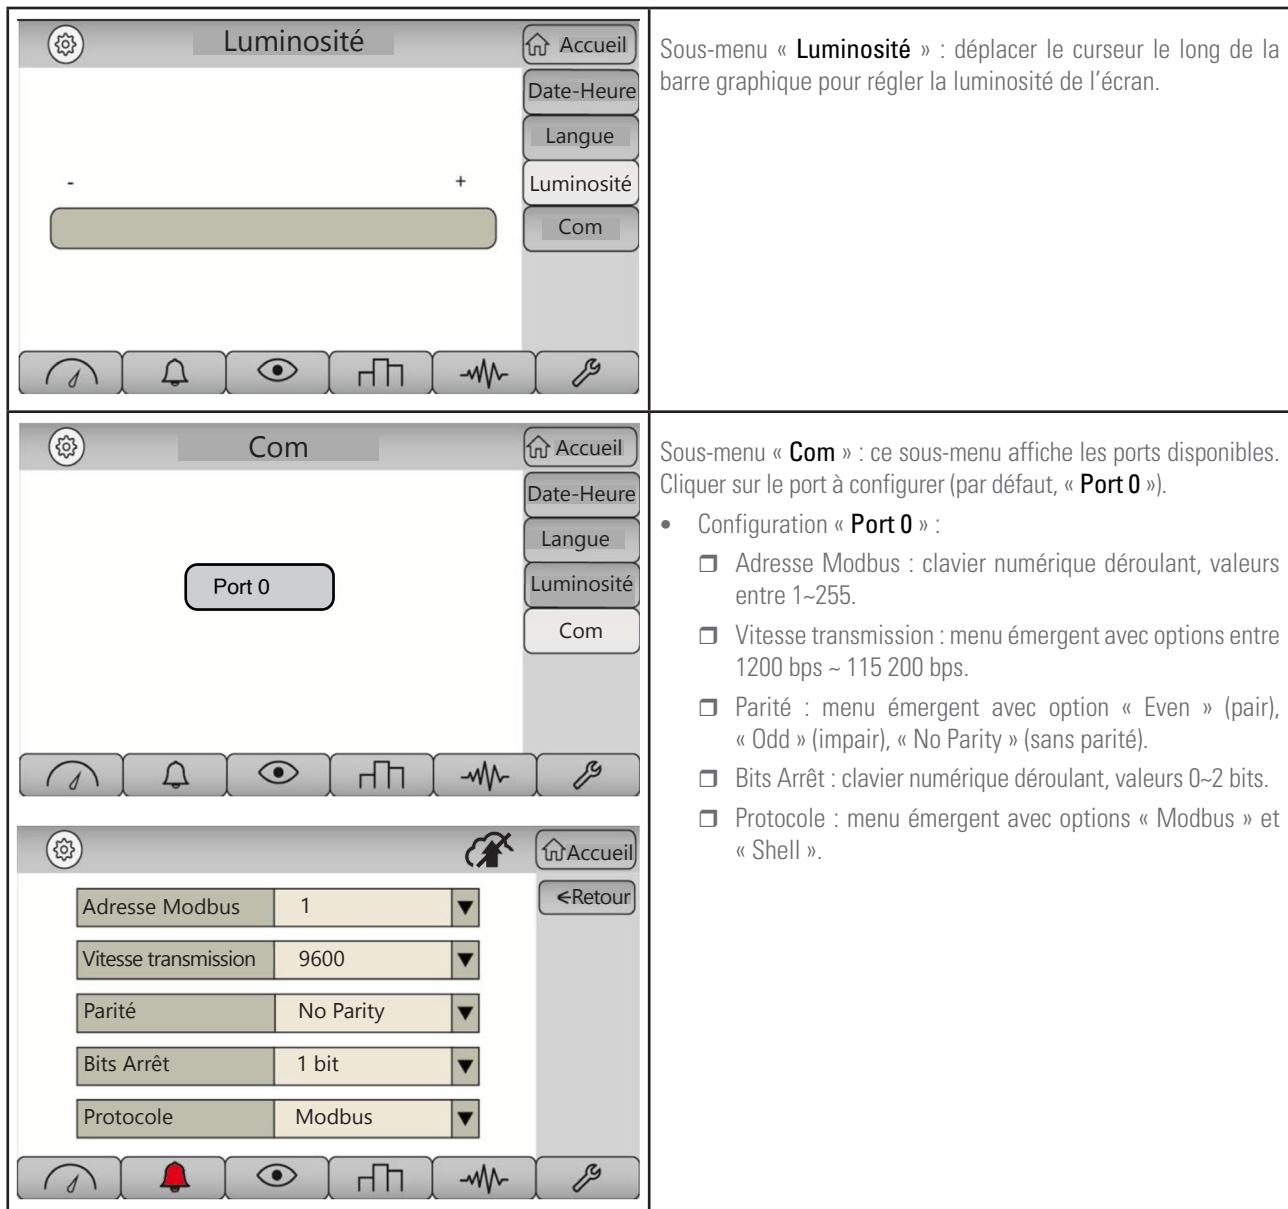 Luminosité
Accueil
Date-Heure
Langue
Luminosité
Com
-
+
Sous-menu « Luminosité » : déplacer le curseur le long de la
barre graphique pour régler la luminosité de l'écran.
Com
Accueil
Date-Heure
Langue
Luminosité
Com
Port 0
Adresse Modbus 1
Vitesse transmission 9600
Parité No Parity
Bits Arrêt 1 bit
Protocole Modbus
Accueil
<Retour
Sous-menu « Com » : ce sous-menu affiche les ports disponibles.
Cliquer sur le port à configurer (par défaut, « Port 0 »).
• Configuration « Port 0 » :
❒ Adresse Modbus : clavier numérique déroulant, valeurs
entre 1~255.
❒ Vitesse transmission : menu émergent avec options entre
1200 bps ~ 115 200 bps.
❒ Parité : menu émergent avec option « Even » (pair),
« Odd » (impair), « No Parity » (sans parité).
❒ Bits Arrêt : clavier numérique déroulant, valeurs 0~2 bits.
❒ Protocole : menu émergent avec options « Modbus » et
« Shell ».